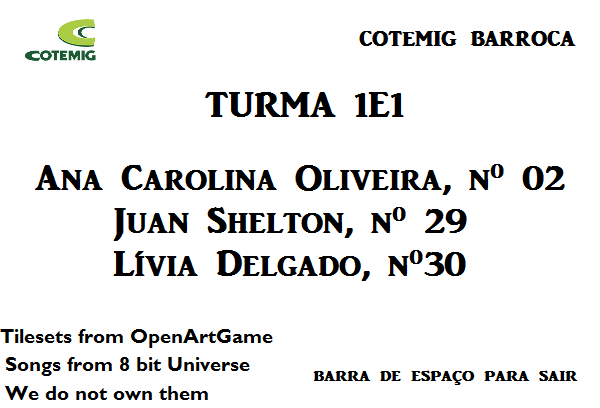 COTEMIG
COTEMIG BARROCA
TURMA 1E1
Ana Carolina Oliveira, nº 02
Juan Shelton, nº 29
Lívia Delgado, nº30
Tilesets from OpenArtGame
Songs from 8 bit Universe
We do not own them
BARRA DE ESPAÇO PARA SAIR